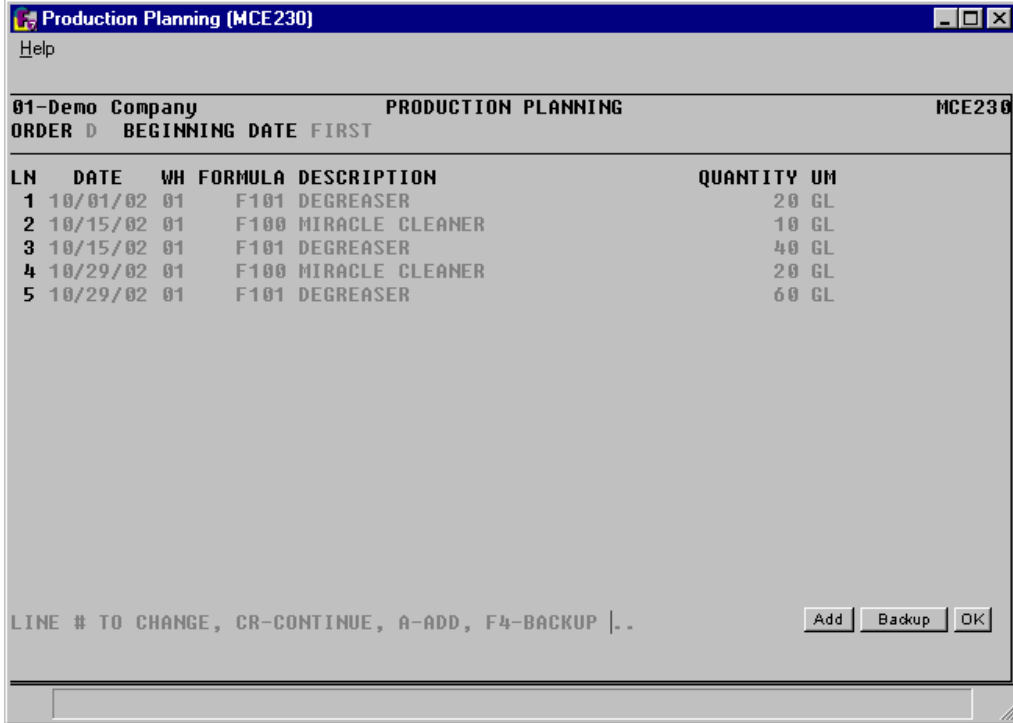 Production Planning (MCE230)
Help
01-Demo Company PRODUCTION PLANNING MCE230
ORDER D BEGINNING DATE FIRST
LN DATE WH FORMULA DESCRIPTION QUANTITY UM
1 10/01/02 01 F101 DEGREASER 20 GL
2 10/15/02 01 F100 MIRACLE CLEANER 10 GL
3 10/15/02 01 F101 DEGREASER 40 GL
4 10/29/02 01 F100 MIRACLE CLEANER 20 GL
5 10/29/02 01 F101 DEGREASER 60 GL
LINE # TO CHANGE, CR-CONTINUE, A-ADD, F4-BACKUP .. Add Backup OK